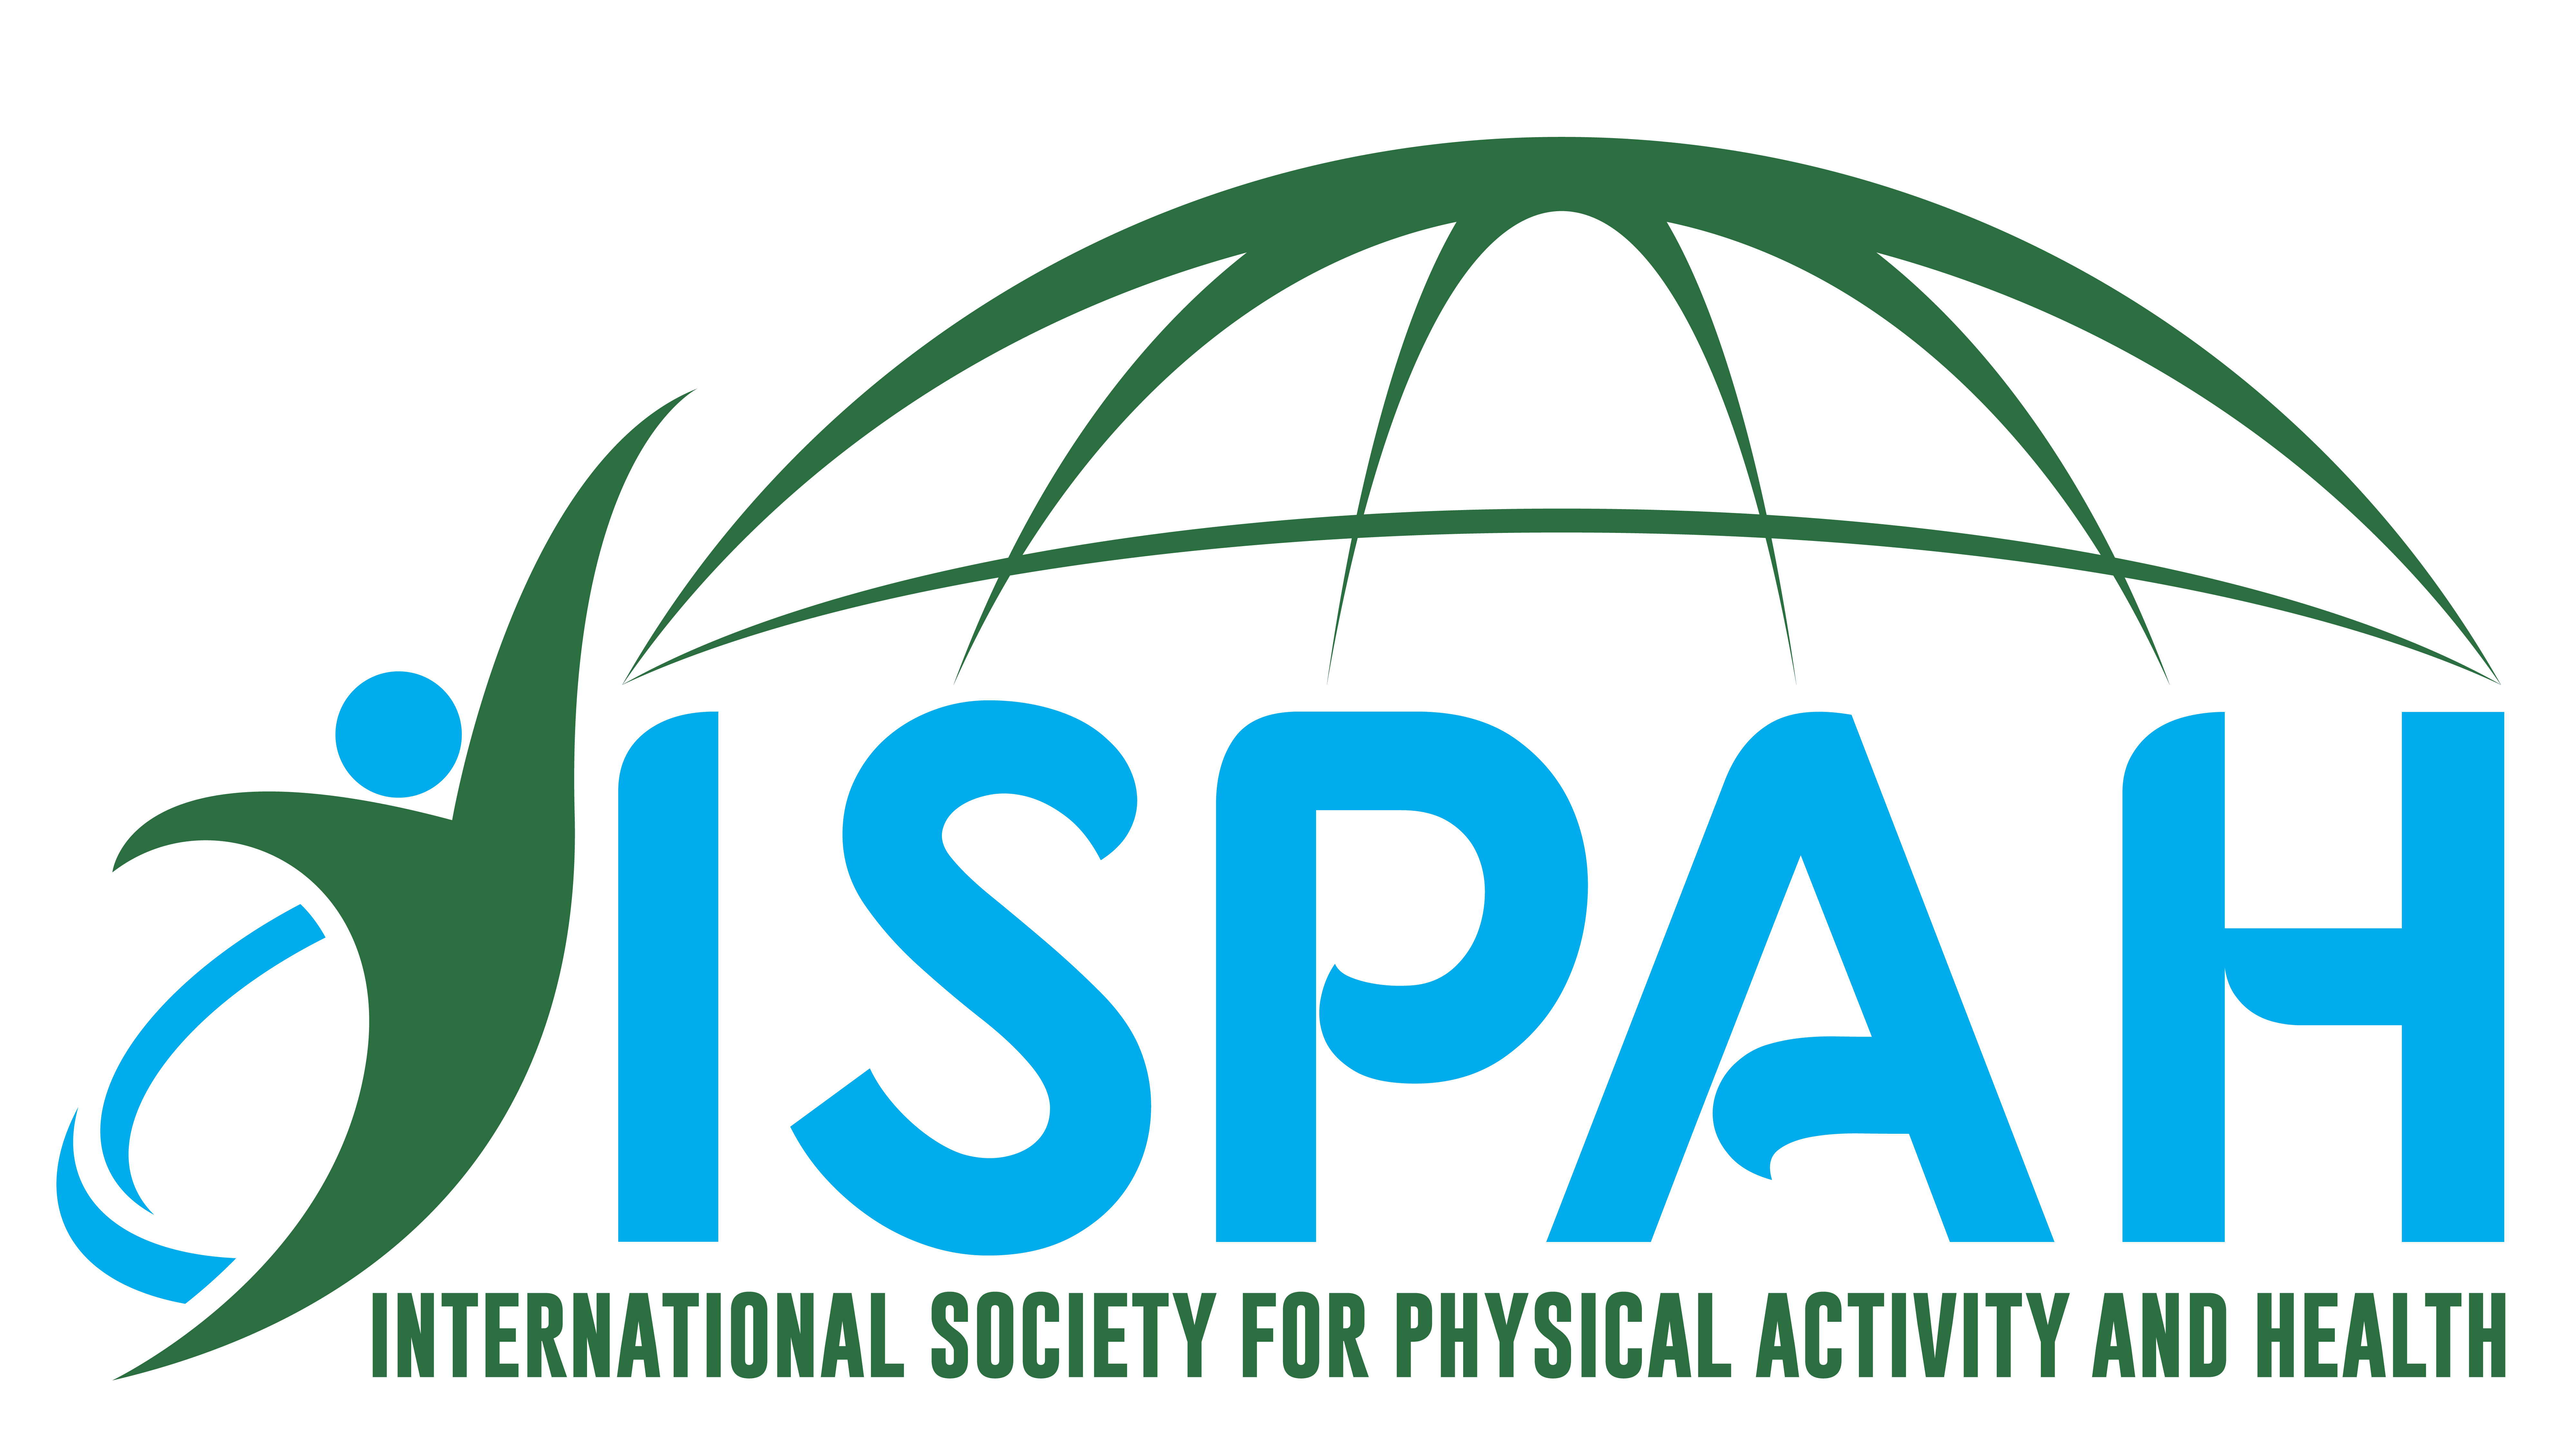 ISPAH
INTERNATIONAL SOCIETY FOR PHYSICAL ACTIVITY AND HEALTH